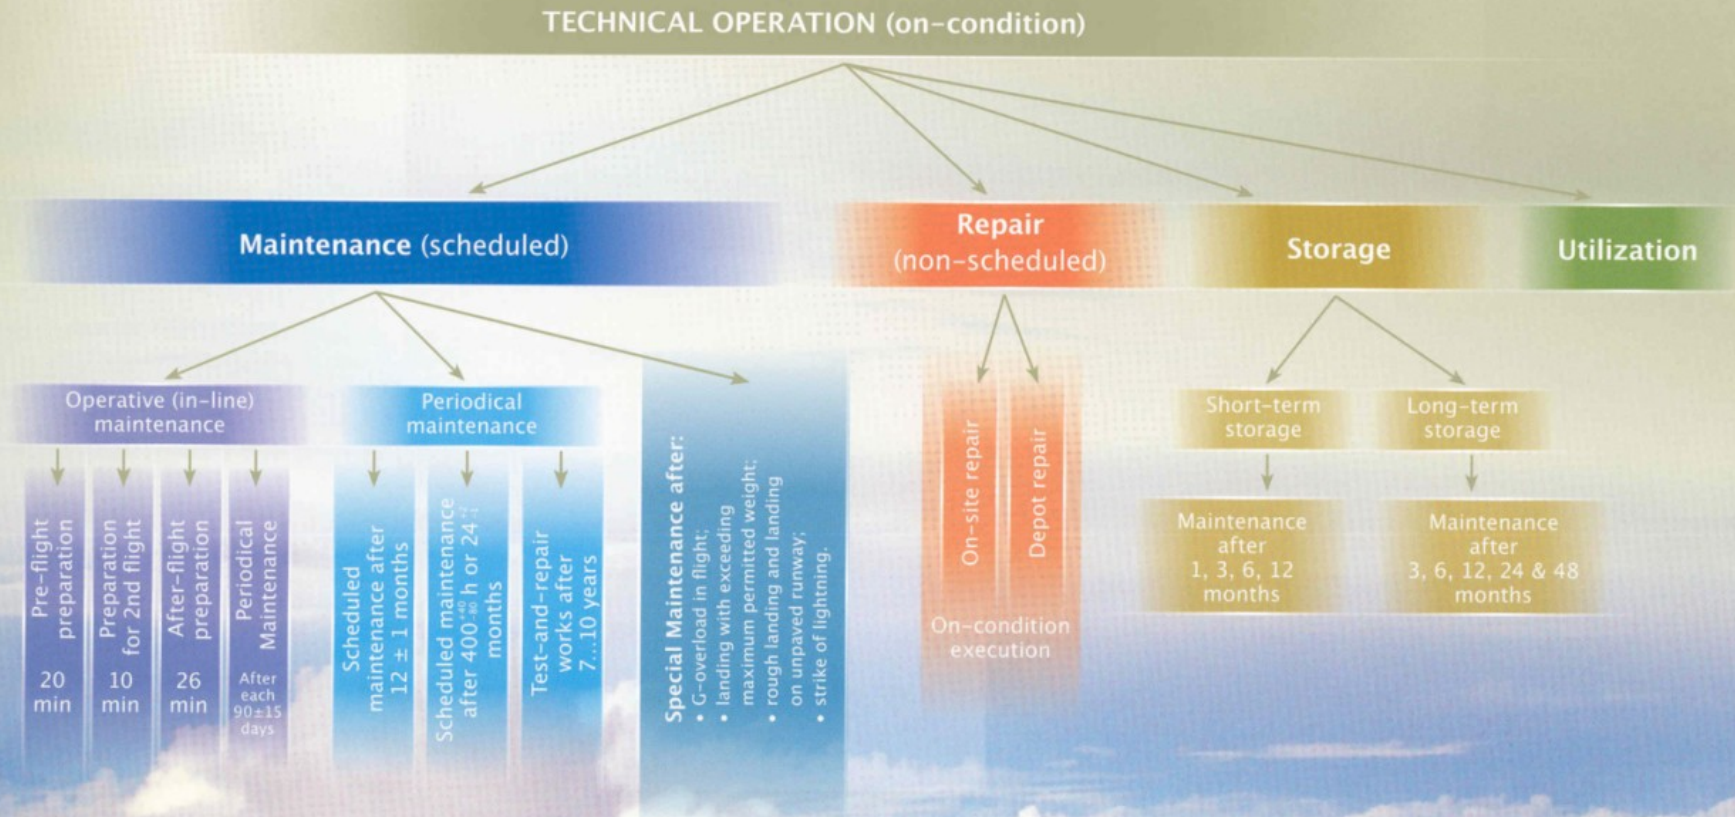 TECHNICAL OPERATION (on-condition)
Maintenance (scheduled)
Repair
(non-scheduled)
Storage
Utilization
Operative (in-line)
maintenance
Pre-flight
preparation
20
min
Preparation
for 2nd flight
10
min
After-flight
preparation
26
min
Periodical
Maintenance
After
each
90±15
days
Periodical
maintenance
Scheduled
maintenance after
12 ± 1 months
Scheduled maintenance
after 400 +40 -80 h or 24 +2 -1
months
Test-and-repair
works after
7...10 years
Special Maintenance after:
• G-overload in flight;
• landing with exceeding
maximum permitted weight;
• rough landing and landing
on unpaved runway;
• strike of lightning.
On-site repair
Depot repair
On-condition
execution
Short-term
storage
Maintenance
after
1, 3, 6, 12
months
Long-term
storage
Maintenance
after
3, 6, 12, 24 & 48
months